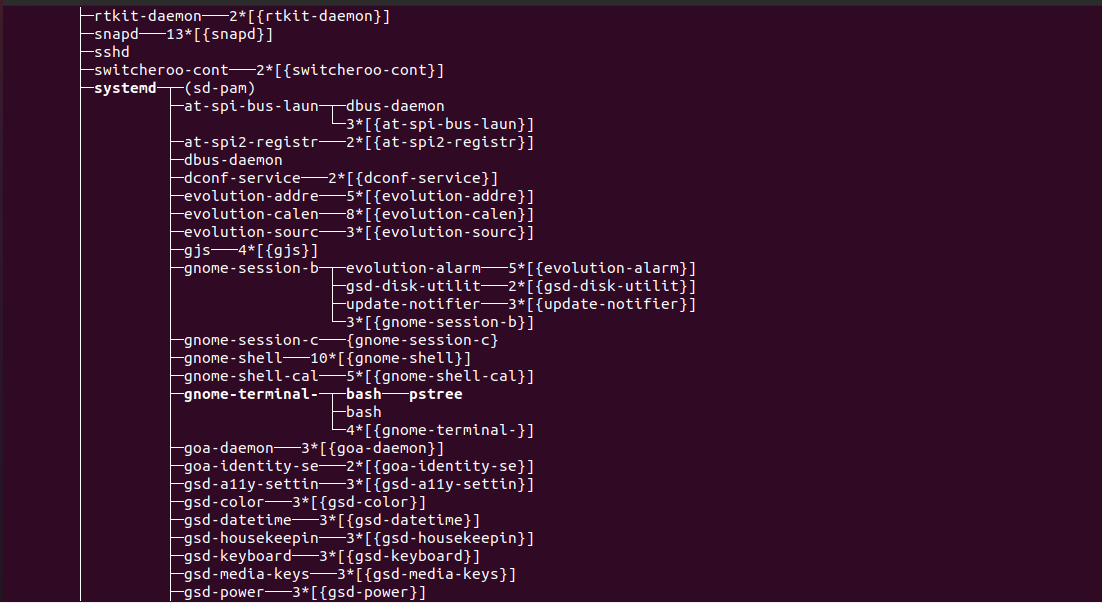 ├─rtkit-daemon───2*[{rtkit-daemon}]
├─snapd───13*[{snapd}]
├─sshd
├─switcheroo-cont───2*[{switcheroo-cont}]
├─systemd─┬─(sd-pam)
│         ├─at-spi-bus-laun─┬─dbus-daemon
│         │                 └─3*[{at-spi-bus-laun}]
│         ├─at-spi2-registr───2*[{at-spi2-registr}]
│         ├─dbus-daemon
│         ├─dconf-service───2*[{dconf-service}]
│         ├─evolution-addre───5*[{evolution-addre}]
│         ├─evolution-calen───8*[{evolution-calen}]
│         ├─evolution-sourc───3*[{evolution-sourc}]
│         ├─gjs───4*[{gjs}]
│         ├─gnome-session-b─┬─evolution-alarm───5*[{evolution-alarm}]
│         │                 ├─gsd-disk-utilit───2*[{gsd-disk-utilit}]
│         │                 ├─update-notifier───3*[{update-notifier}]
│         │                 └─3*[{gnome-session-b}]
│         ├─gnome-session-c───{gnome-session-c}
│         ├─gnome-shell───10*[{gnome-shell}]
│         ├─gnome-shell-cal───5*[{gnome-shell-cal}]
│         ├─gnome-terminal-─┬─bash───pstree
│         │                 ├─bash
│         │                 └─4*[{gnome-terminal-}]
│         ├─goa-daemon───3*[{goa-daemon}]
│         ├─goa-identity-se───2*[{goa-identity-se}]
│         ├─gsd-a11y-settin───3*[{gsd-a11y-settin}]
│         ├─gsd-color───3*[{gsd-color}]
│         ├─gsd-datetime───3*[{gsd-datetime}]
│         ├─gsd-housekeepin───3*[{gsd-housekeepin}]
│         ├─gsd-keyboard───3*[{gsd-keyboard}]
│         ├─gsd-media-keys───3*[{gsd-media-keys}]
│         ├─gsd-power───3*[{gsd-power}]